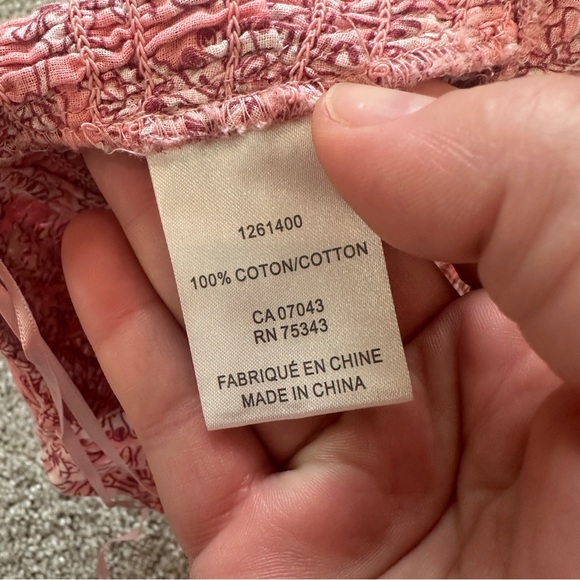 1261400
100% COTON/COTTON
CA 07043
RN 75343
FABRIQUÉ EN CHINE
MADE IN CHINA